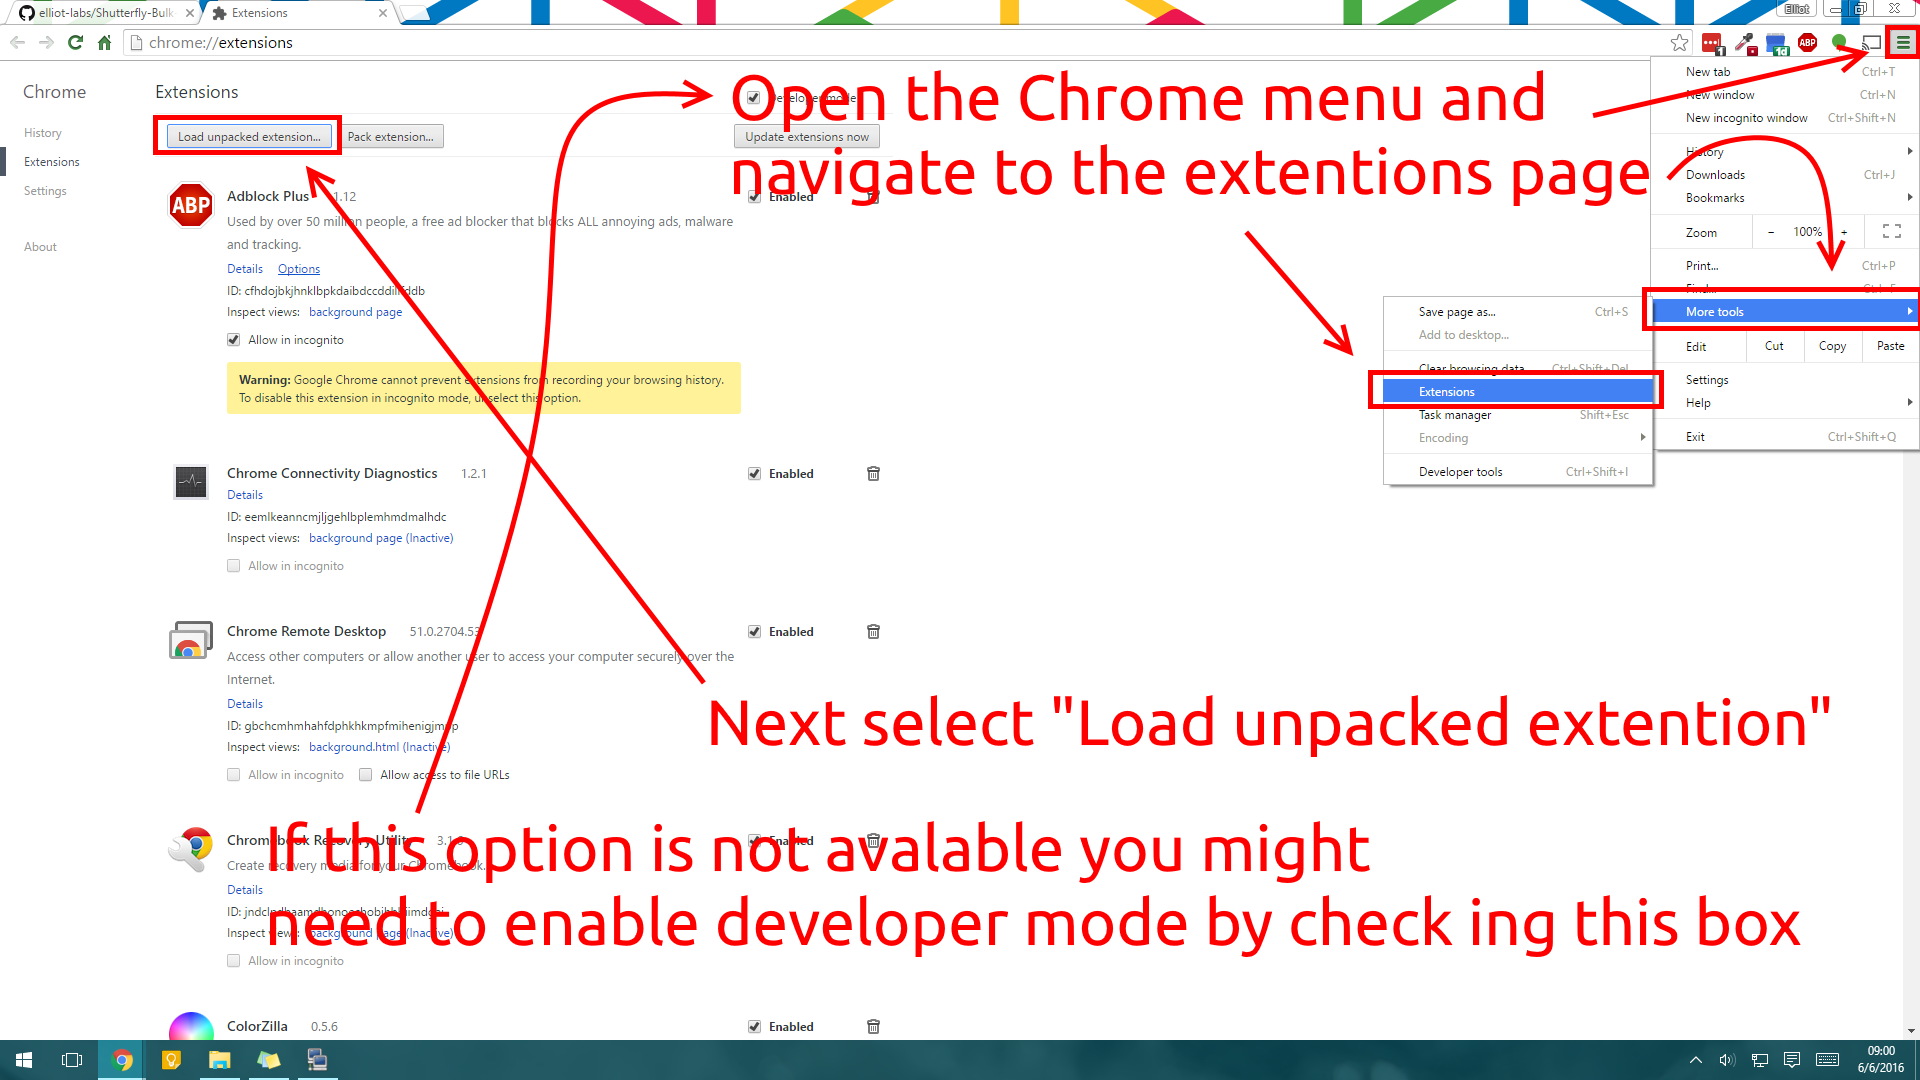 elliot-labs/Shutterfly-Bulk
Extensions
Elliot
chrome://extensions
1
1d
ABP
Chrome
History
Extensions
Settings
About
Extensions
Developer mode
Load unpacked extension...
Pack extension...
Update extensions now
Open the Chrome menu and
navigate to the extentions page
ABP
Adblock Plus 1.12
Enabled
Used by over 50 million people, a free ad blocker that blocks ALL annoying ads, malware
and tracking.
Details Options
ID: cfhdojbkjhnklbpkdaibdccddilifddb
Inspect views: background page
Allow in incognito
Warning: Google Chrome cannot prevent extensions from recording your browsing history.
To disable this extension in incognito mode, unselect this option.
Chrome Connectivity Diagnostics 1.2.1
Enabled
Details
ID: eemlkeanncmjljgehlbplemhmdmalhdc
Inspect views: background page (Inactive)
Allow in incognito
Chrome Remote Desktop 51.0.2704.53
Enabled
Access other computers or allow another user to access your computer securely over the
Internet.
Details
ID: gbchcmhmhahfdphkhkmpfmihenigjmpp
Inspect views: background.html (Inactive)
Allow in incognito Allow access to file URLs
Next select "Load unpacked extention"
If this option is not avalable you might
need to enable developer mode by check ing this box
Chromebook Recovery Utility
Enabled
Create recovery media for your Chromebook.
Details
Inspect views: background page (Inactive)
Allow in incognito
ColorZilla 0.5.6
Enabled
New tab Ctrl+T
New window Ctrl+N
New incognito window Ctrl+Shift+N
History
Downloads Ctrl+J
Bookmarks
Zoom - 100% +
Print... Ctrl+P
Find... Ctrl+F
More tools
Edit Cut Copy Paste
Settings
Help
Exit Ctrl+Shift+Q
Save page as... Ctrl+S
Add to desktop...
Clear browsing data... Ctrl+Shift+Del
Extensions
Task manager Shift+Esc
Encoding
Developer tools Ctrl+Shift+I
09:00
6/6/2016